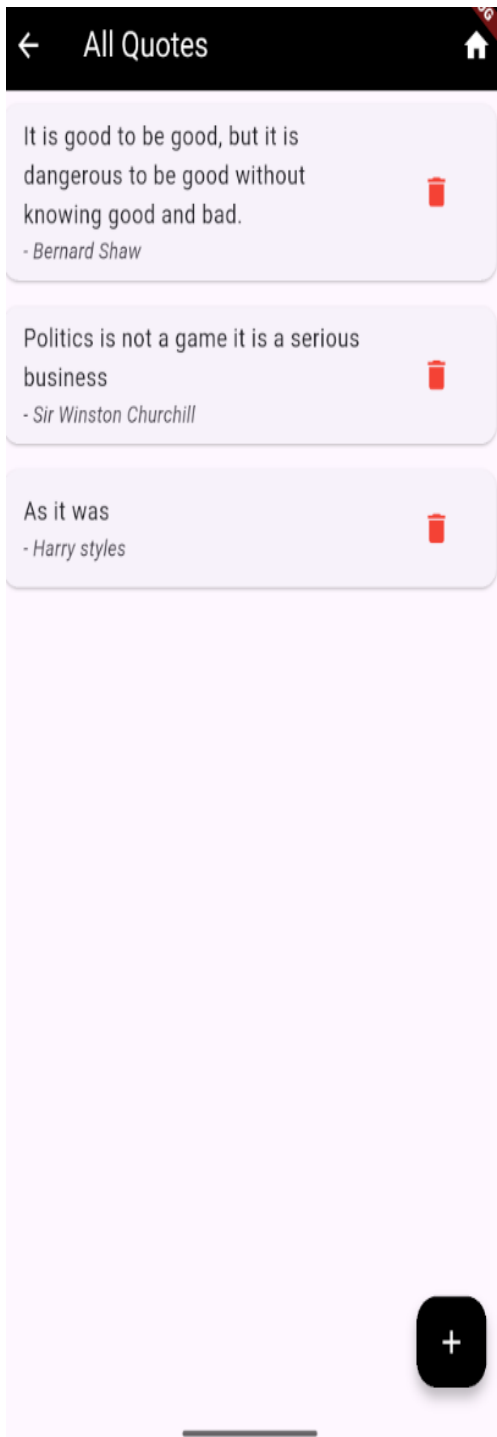 All Quotes
It is good to be good, but it is
dangerous to be good without
knowing good and bad.
- Bernard Shaw
Politics is not a game it is a serious
business
- Sir Winston Churchill
As it was
- Harry styles